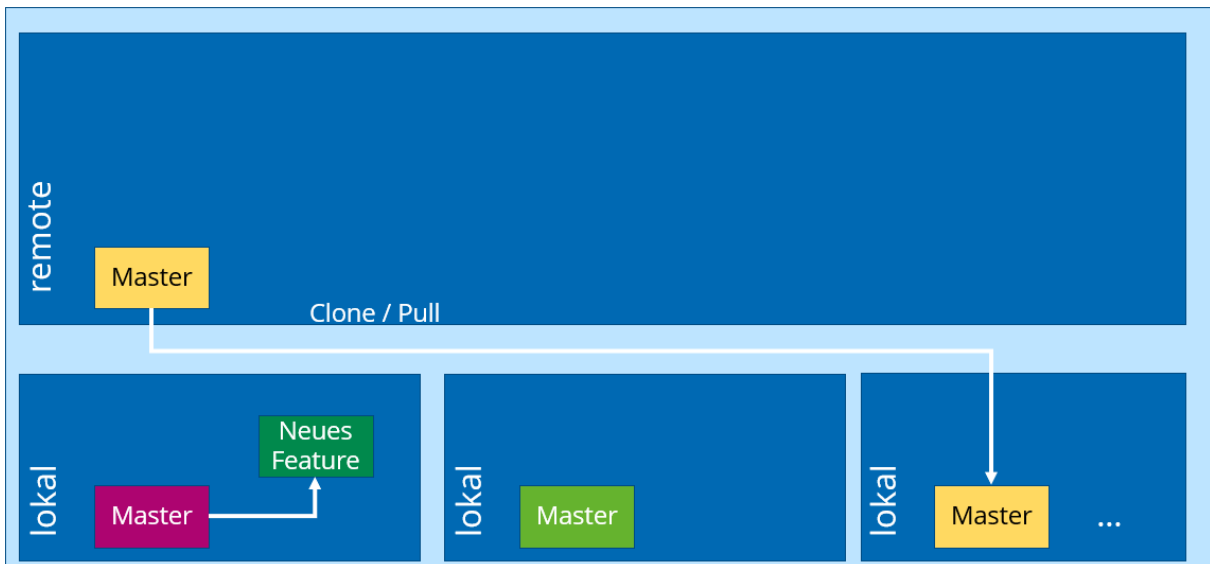 remote
Master
Clone / Pull
lokal
Neues
Feature
Master
lokal
Master
lokal
Master
...